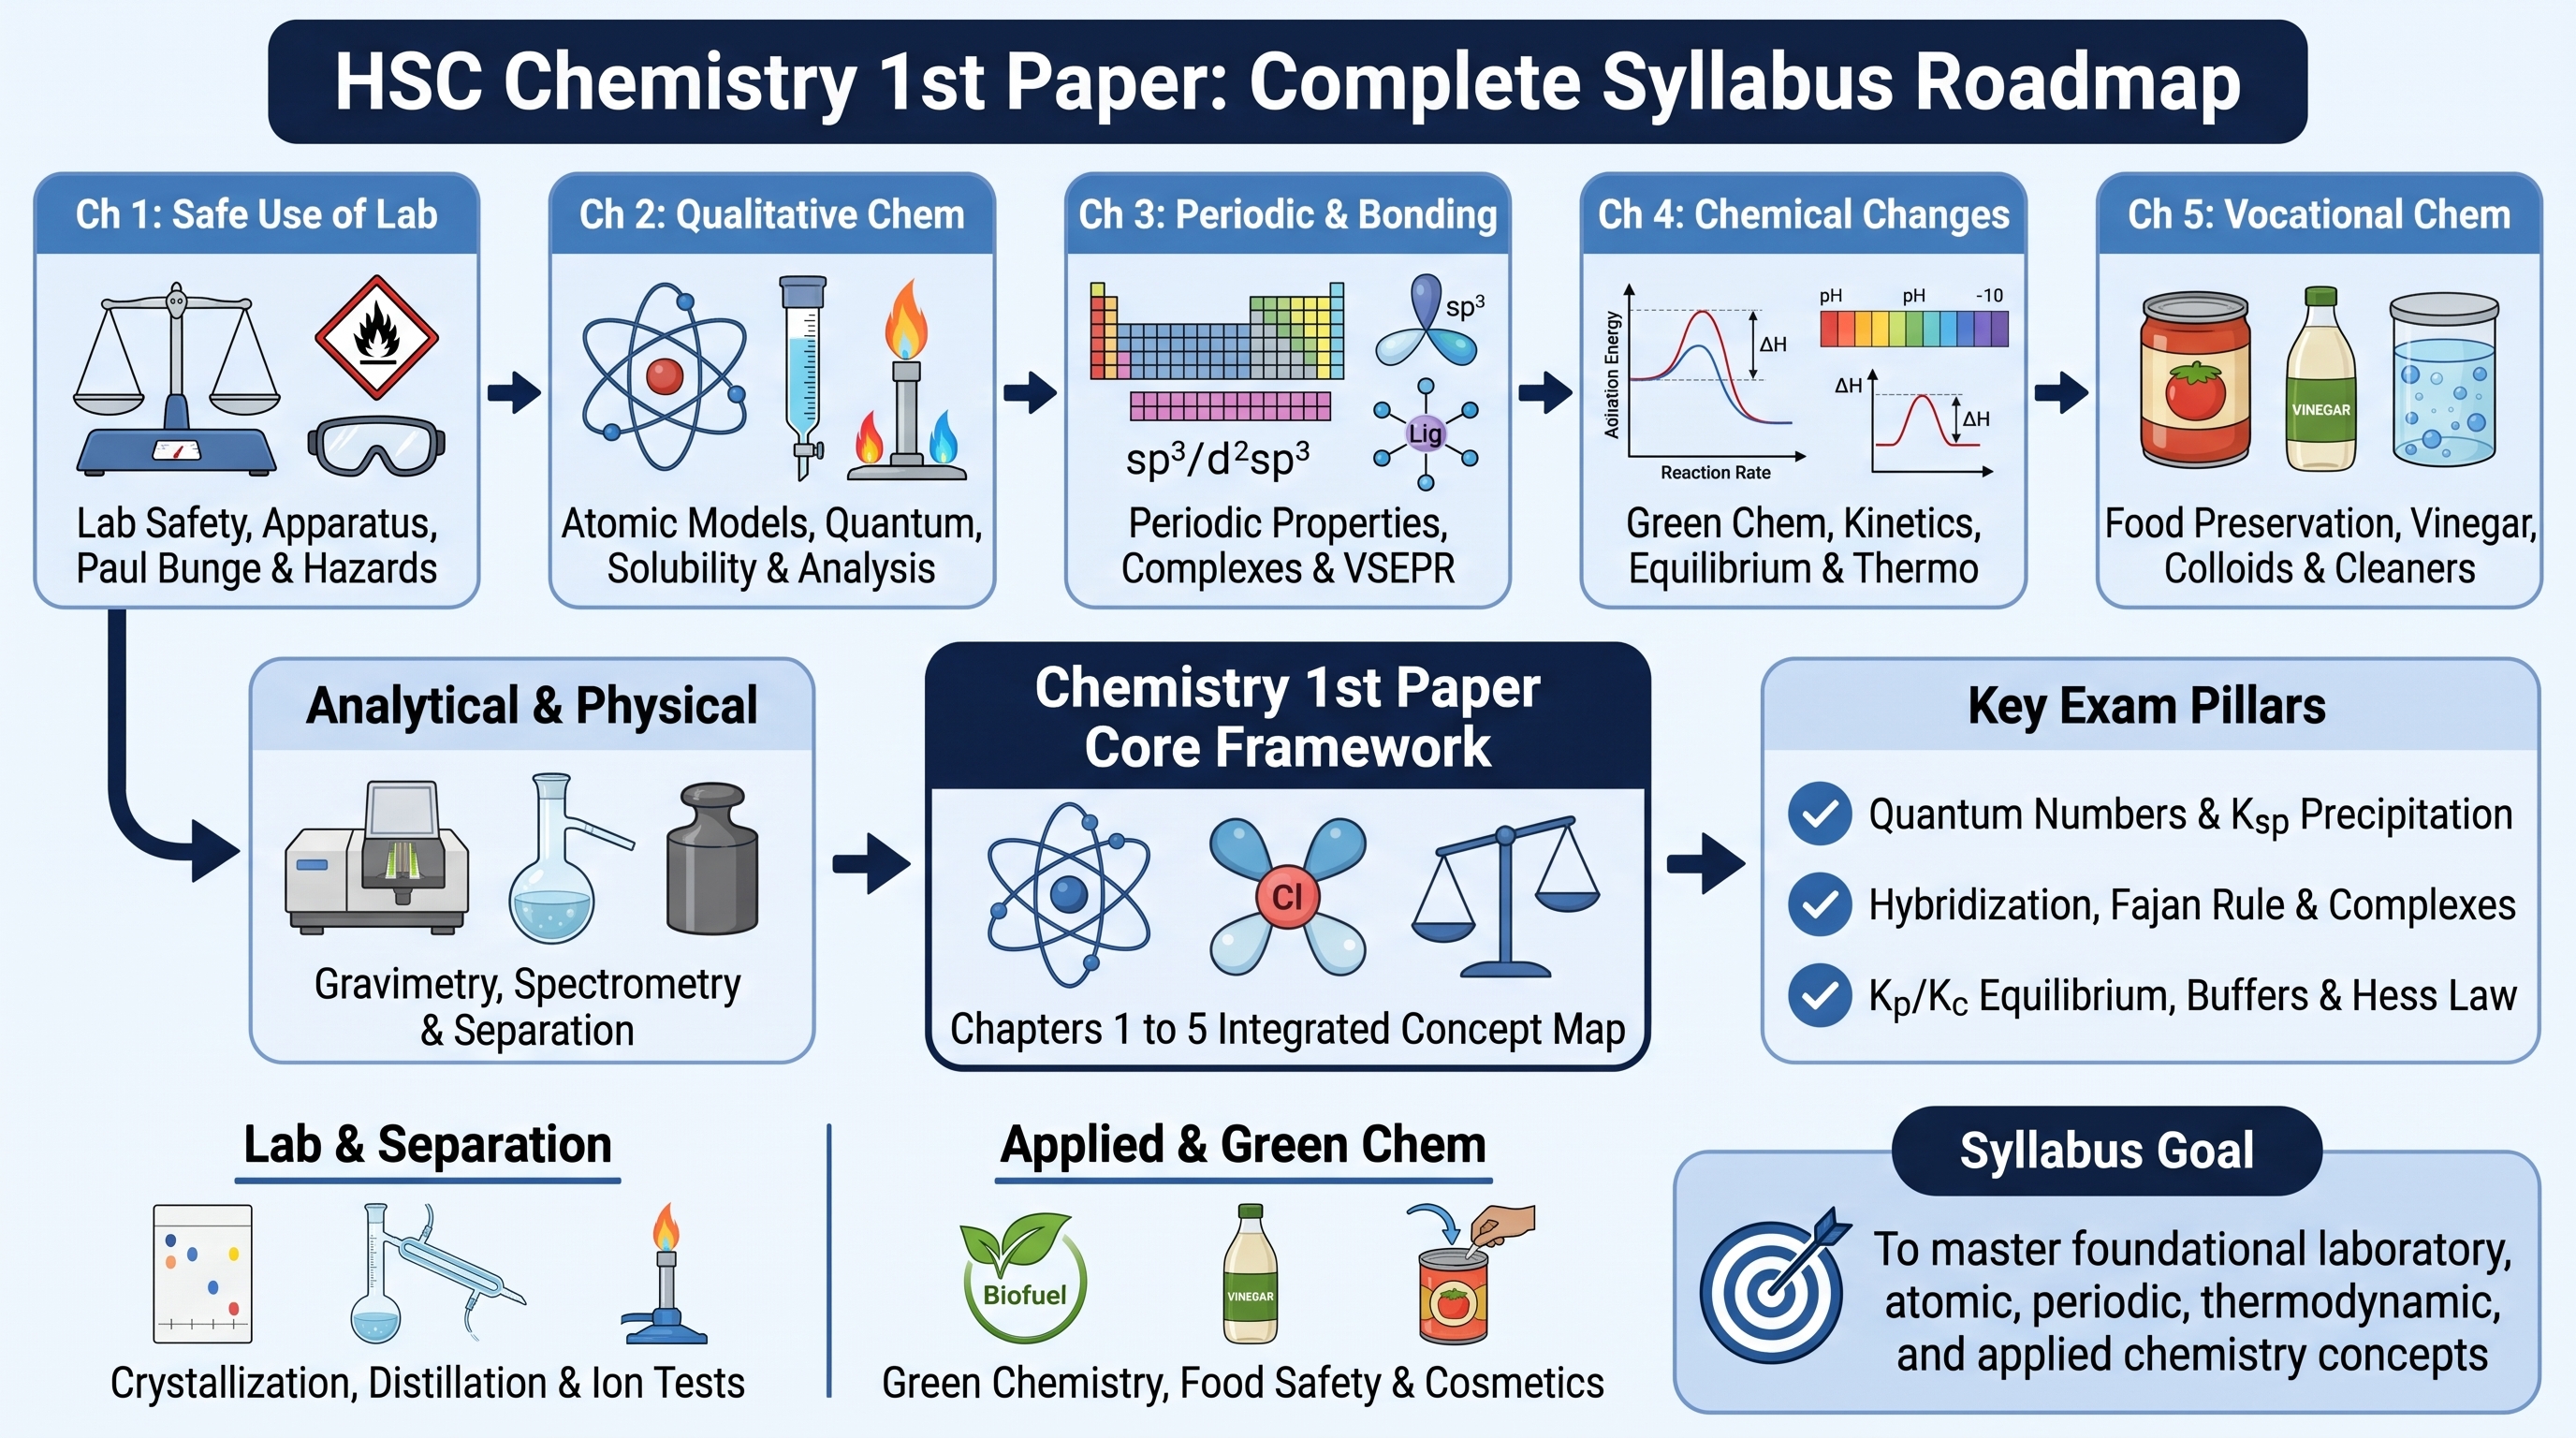 HSC Chemistry 1st Paper: Complete Syllabus Roadmap
Ch 1: Safe Use of Lab
Lab Safety, Apparatus,
Paul Bunge & Hazards
Ch 2: Qualitative Chem
Atomic Models, Quantum,
Solubility & Analysis
Ch 3: Periodic & Bonding
sp³
sp³/d²sp³
Lig
Periodic Properties,
Complexes & VSEPR
Ch 4: Chemical Changes
Aoiliation Energy
ΔH
Reaction Rate
pH pH -10
ΔH
ΔH
Green Chem, Kinetics,
Equilibrium & Thermo
Ch 5: Vocational Chem
VINEGAR
Food Preservation, Vinegar,
Colloids & Cleaners
Analytical & Physical
Gravimetry, Spectrometry
& Separation
Chemistry 1st Paper
Core Framework
Cl
Chapters 1 to 5 Integrated Concept Map
Key Exam Pillars
Quantum Numbers & Ksp Precipitation
Hybridization, Fajan Rule & Complexes
Kp/Kc Equilibrium, Buffers & Hess Law
Lab & Separation
Crystallization, Distillation & Ion Tests
Applied & Green Chem
Biofuel
VINEGAR
Green Chemistry, Food Safety & Cosmetics
Syllabus Goal
To master foundational laboratory,
atomic, periodic, thermodynamic,
and applied chemistry concepts